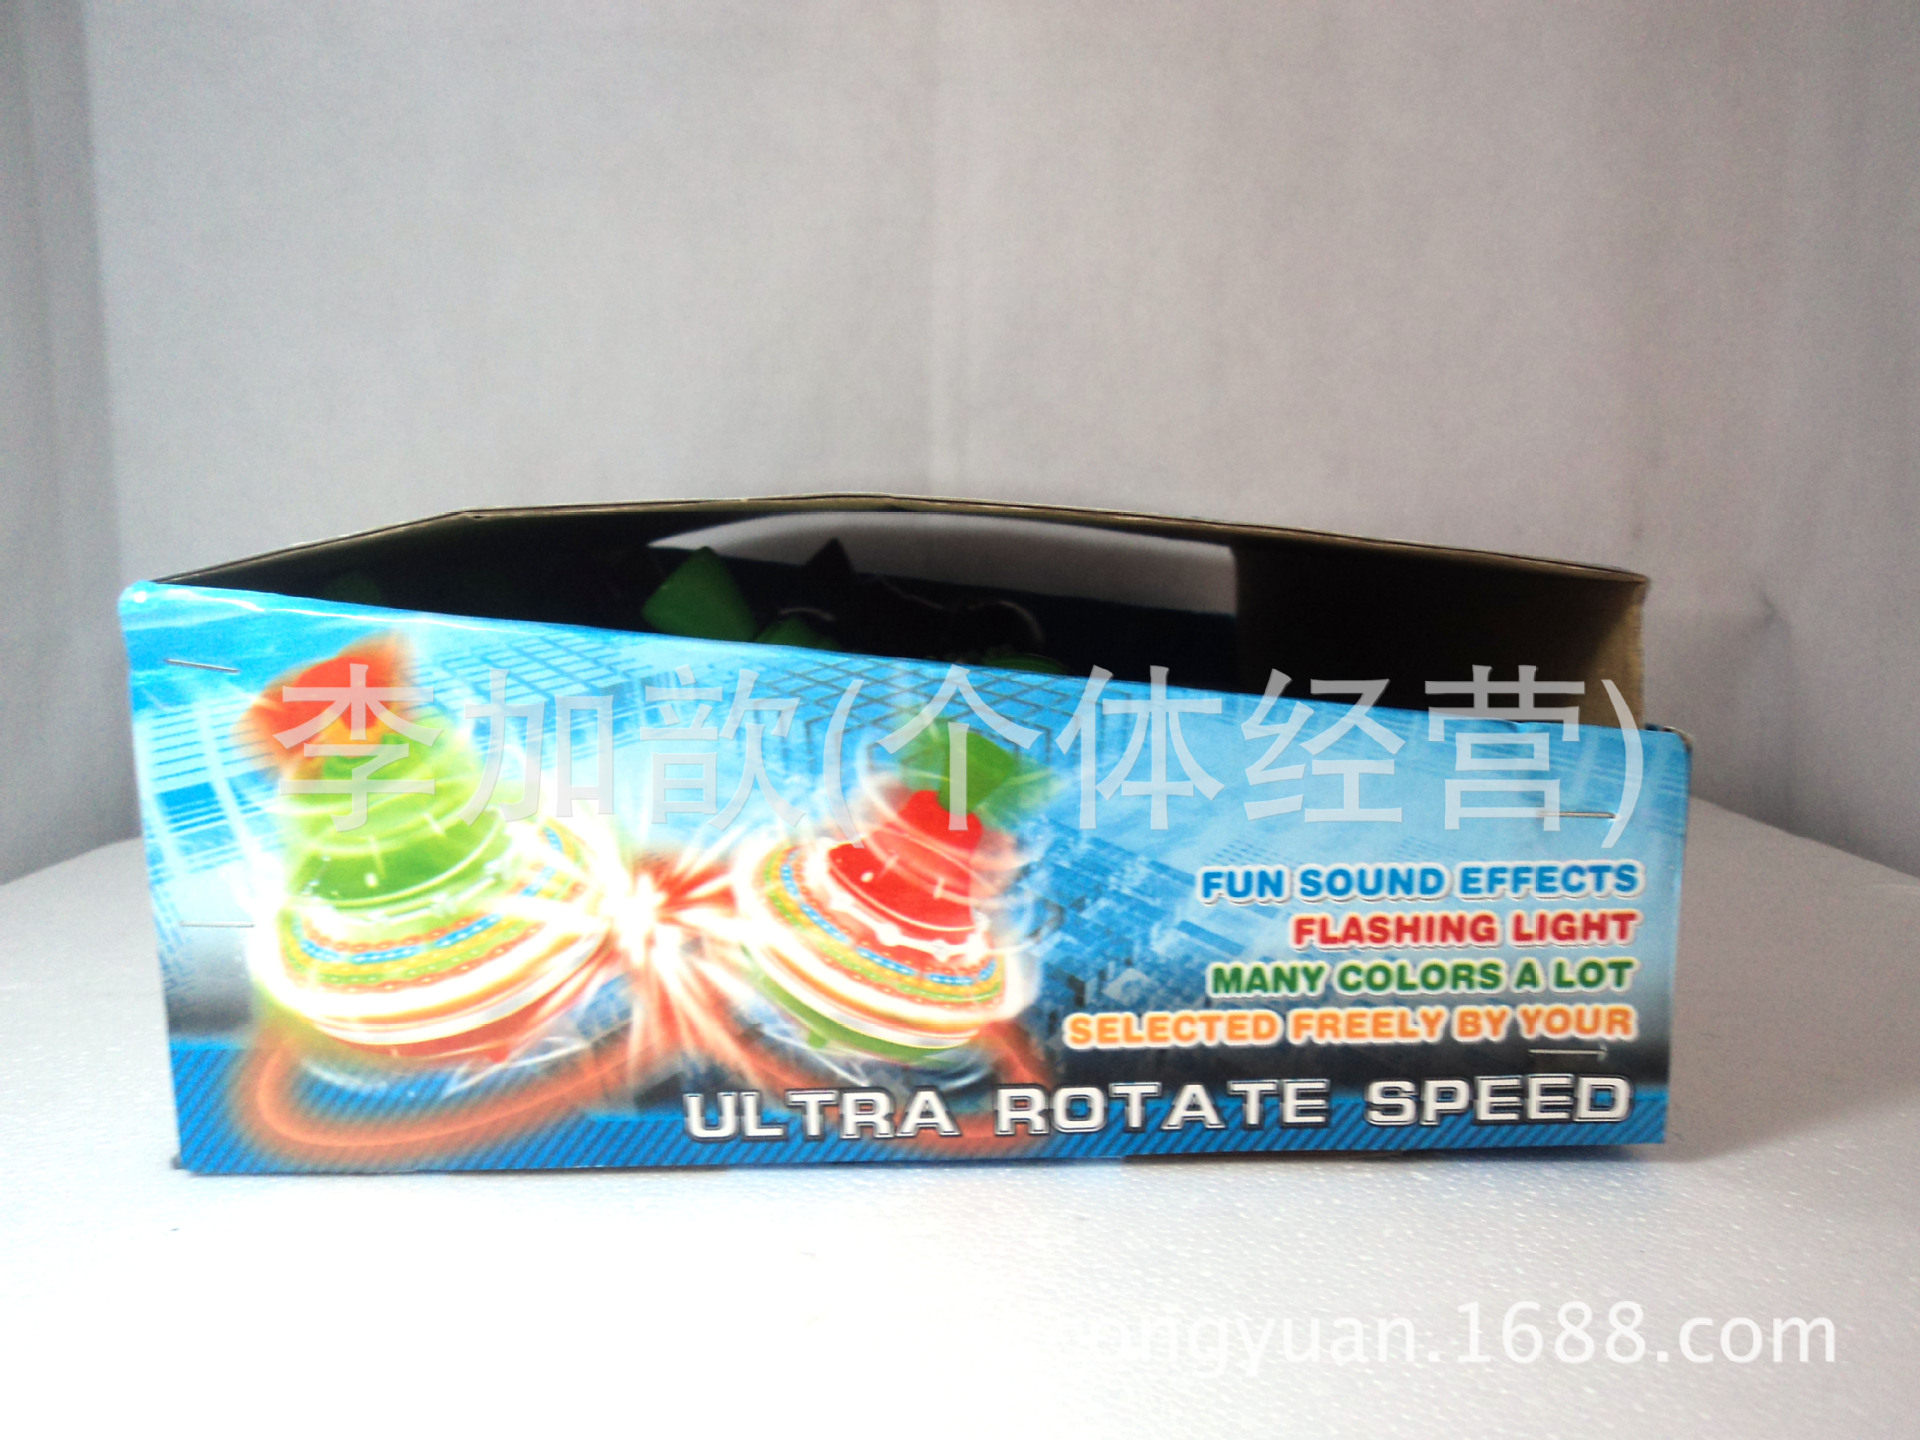 李加歆(个体经营)
FUN SOUND EFFECTS
FLASHING LIGHT
MANY COLORS A LOT
SELECTED FREELY BY YOUR
ULTRA ROTATE SPEED
ongyuan.1688.com